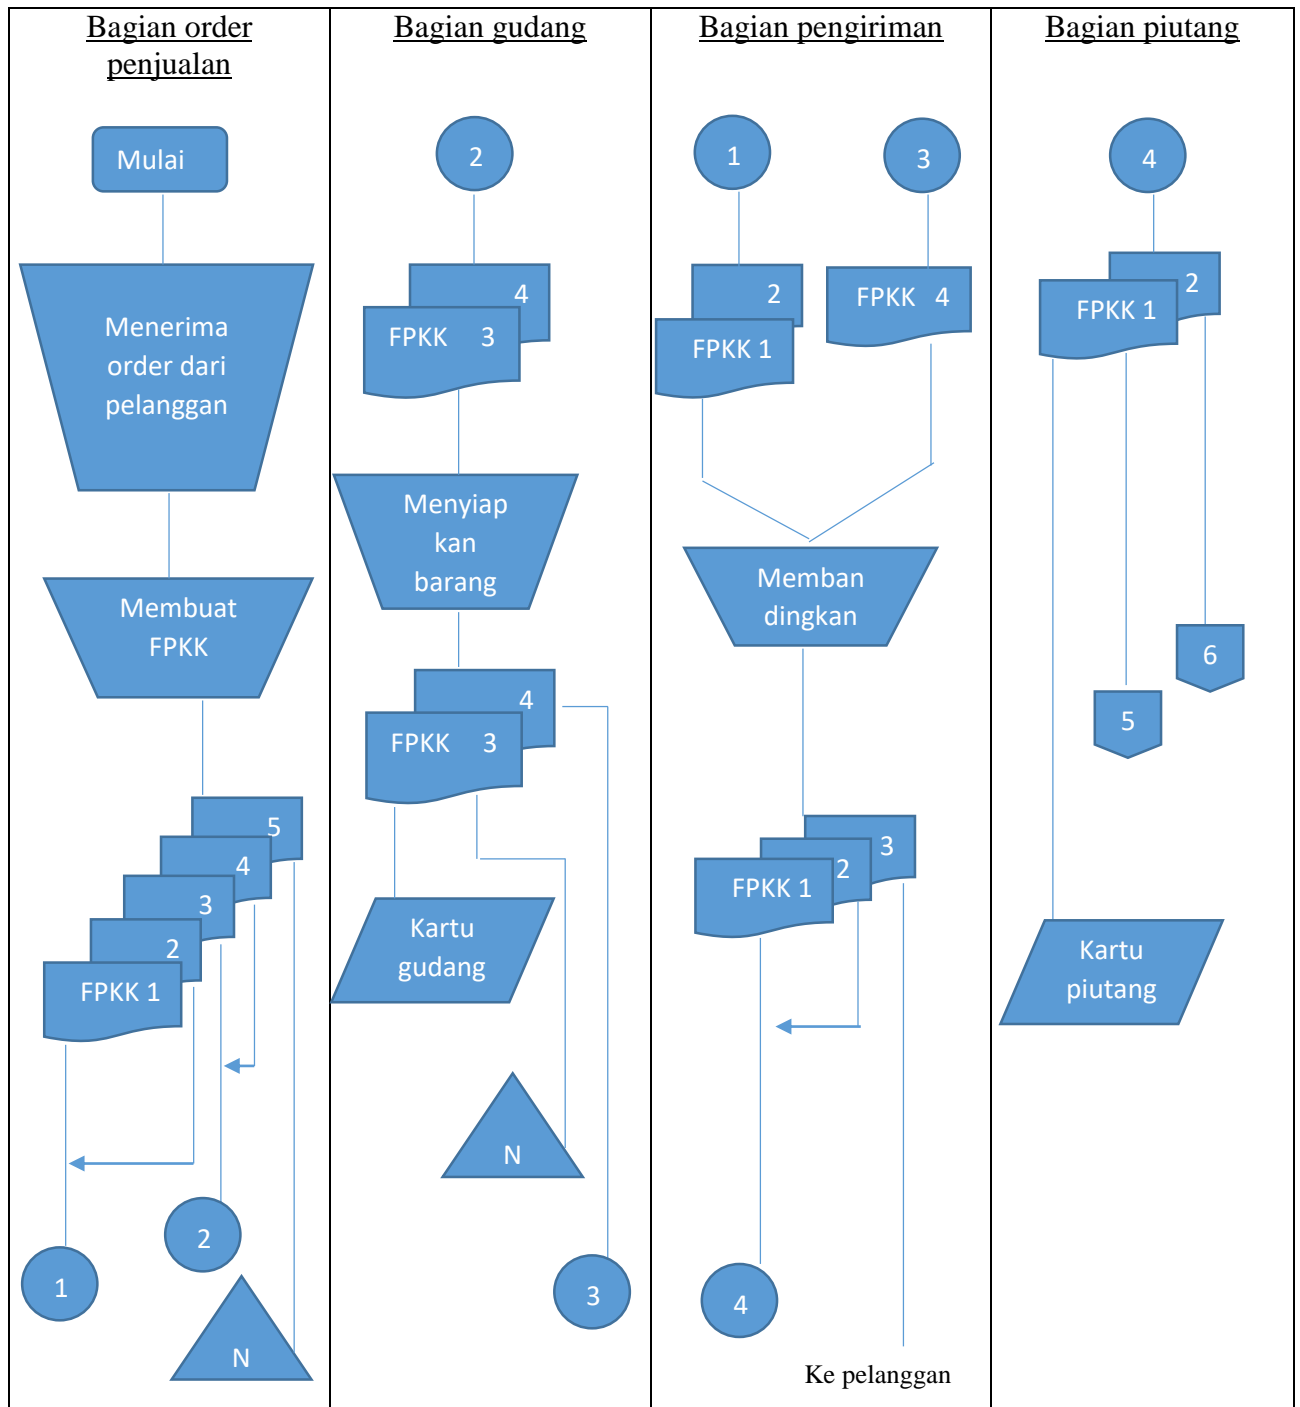 Bagian order
penjualan
Mulai
Menerima
order dari
pelanggan
Membuat
FPKK
5
4
3
2
FPKK 1
2
1
N
Bagian gudang
2
4
FPKK 3
Menyiap
kan
barang
4
FPKK 3
Kartu
gudang
N
3
Bagian pengiriman
1
3
2
FPKK 1
FPKK 4
Memban
dingkan
3
2
FPKK 1
4
Ke pelanggan
Bagian piutang
4
2
FPKK 1
6
5
Kartu
piutang